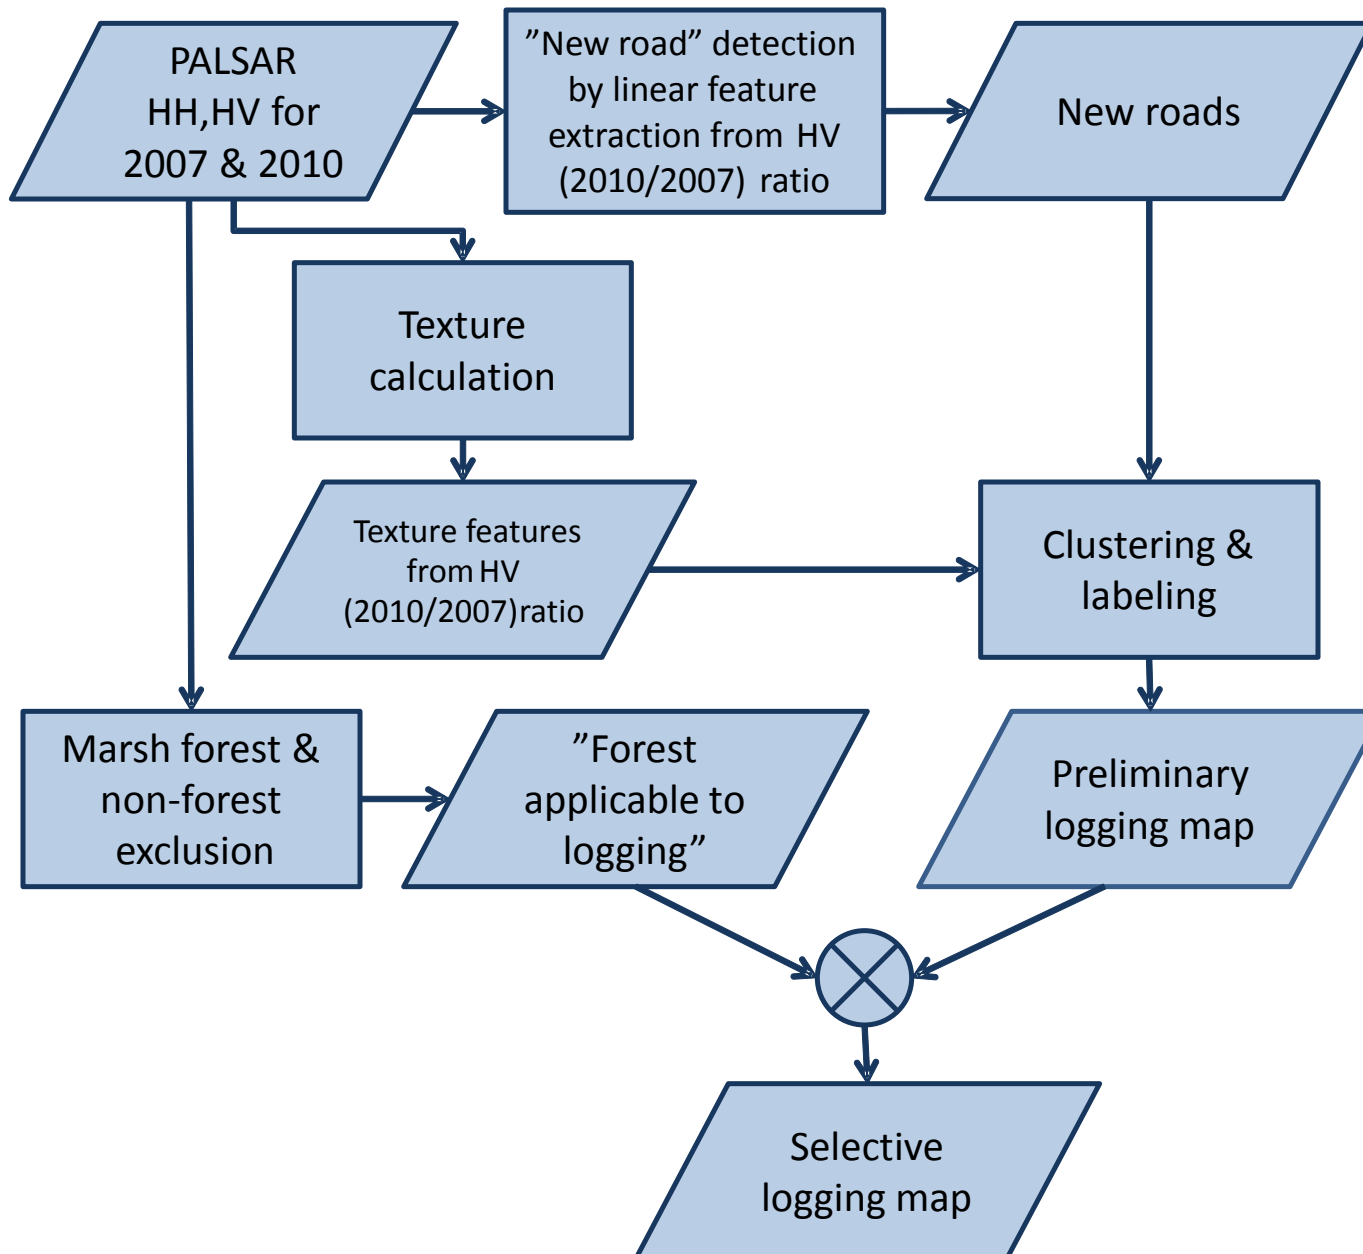 PALSAR
HH,HV for
2007 & 2010
”New road” detection
by linear feature
extraction from HV
(2010/2007) ratio
New roads
Texture
calculation
Texture features
from HV
(2010/2007)ratio
Clustering &
labeling
Marsh forest &
non-forest
exclusion
”Forest
applicable to
logging”
Preliminary
logging map
Selective
logging map